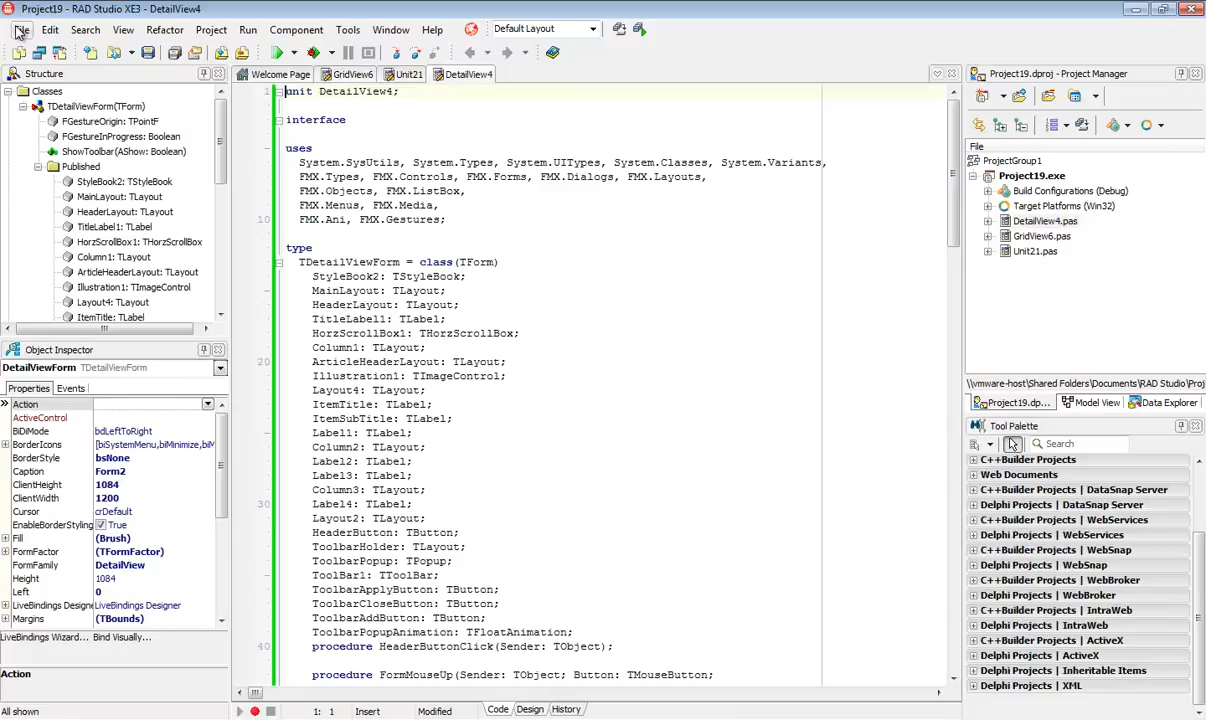 Project19 - RAD Studio XE3 - DetailView4
File Edit Search View Refactor Project Run Component Tools Window Help
Default Layout
Structure
Classes
TDetailViewForm(TForm)
FGestureOrigin: TPointF
FGestureInProgress: Boolean
ShowToolbar(AShow: Boolean)
Published
StyleBook2: TStyleBook
MainLayout: TLayout
HeaderLayout: TLayout
TitleLabel1: TLabel
HorzScrollBox1: THorzScrollBox
Column1: TLayout
ArticleHeaderLayout: TLayout
Illustration1: TImageControl
Layout4: TLayout
ItemTitle: TLabel
Object Inspector
DetailViewForm TDetailViewForm
Properties Events
Action
ActiveControl
BiDiMode bdLeftToRight
BorderIcons [biSystemMenu,biMinimize,biM
BorderStyle bsNone
Caption Form2
ClientHeight 1084
ClientWidth 1200
Cursor crDefault
EnableBorderStyling True
Fill (Brush)
FormFactor (TFormFactor)
FormFamily DetailView
Height 1084
Left 0
LiveBindings Designe LiveBindings Designer
Margins (TBounds)
LiveBindings Wizard... Bind Visually...
Action
All shown
Welcome Page GridView6 Unit21 DetailView4
1 unit DetailView4;
interface
uses
System.SysUtils, System.Types, System.UITypes, System.Classes, System.Variants,
FMX.Types, FMX.Controls, FMX.Forms, FMX.Dialogs, FMX.Layouts,
FMX.Objects, FMX.ListBox,
FMX.Menus, FMX.Media,
10 FMX.Ani, FMX.Gestures;
type
TDetailViewForm = class(TForm)
StyleBook2: TStyleBook;
MainLayout: TLayout;
HeaderLayout: TLayout;
TitleLabel1: TLabel;
HorzScrollBox1: THorzScrollBox;
Column1: TLayout;
20 ArticleHeaderLayout: TLayout;
Illustration1: TImageControl;
Layout4: TLayout;
ItemTitle: TLabel;
ItemSubTitle: TLabel;
Label1: TLabel;
Column2: TLayout;
Label2: TLabel;
Label3: TLabel;
Column3: TLayout;
30 Label4: TLabel;
Layout2: TLayout;
HeaderButton: TButton;
ToolbarHolder: TLayout;
ToolbarPopup: TPopup;
ToolBar1: TToolBar;
ToolbarApplyButton: TButton;
ToolbarCloseButton: TButton;
ToolbarAddButton: TButton;
ToolbarPopupAnimation: TFloatAnimation;
40 procedure HeaderButtonClick(Sender: TObject);
procedure FormMouseUp(Sender: TObject; Button: TMouseButton;
1: 1 Insert Modified Code Design History
Project19.dproj - Project Manager
File
ProjectGroup1
Project19.exe
Build Configurations (Debug)
Target Platforms (Win32)
DetailView4.pas
GridView6.pas
Unit21.pas
\\vmware-host\Shared Folders\Documents\RAD Studio\Proj
Project19.dp... Model View Data Explorer
Tool Palette
Search
C++Builder Projects
Web Documents
C++Builder Projects | DataSnap Server
Delphi Projects | DataSnap Server
C++Builder Projects | WebServices
Delphi Projects | WebServices
C++Builder Projects | WebSnap
Delphi Projects | WebSnap
C++Builder Projects | WebBroker
Delphi Projects | WebBroker
C++Builder Projects | IntraWeb
Delphi Projects | IntraWeb
C++Builder Projects | ActiveX
Delphi Projects | ActiveX
Delphi Projects | Inheritable Items
Delphi Projects | XML